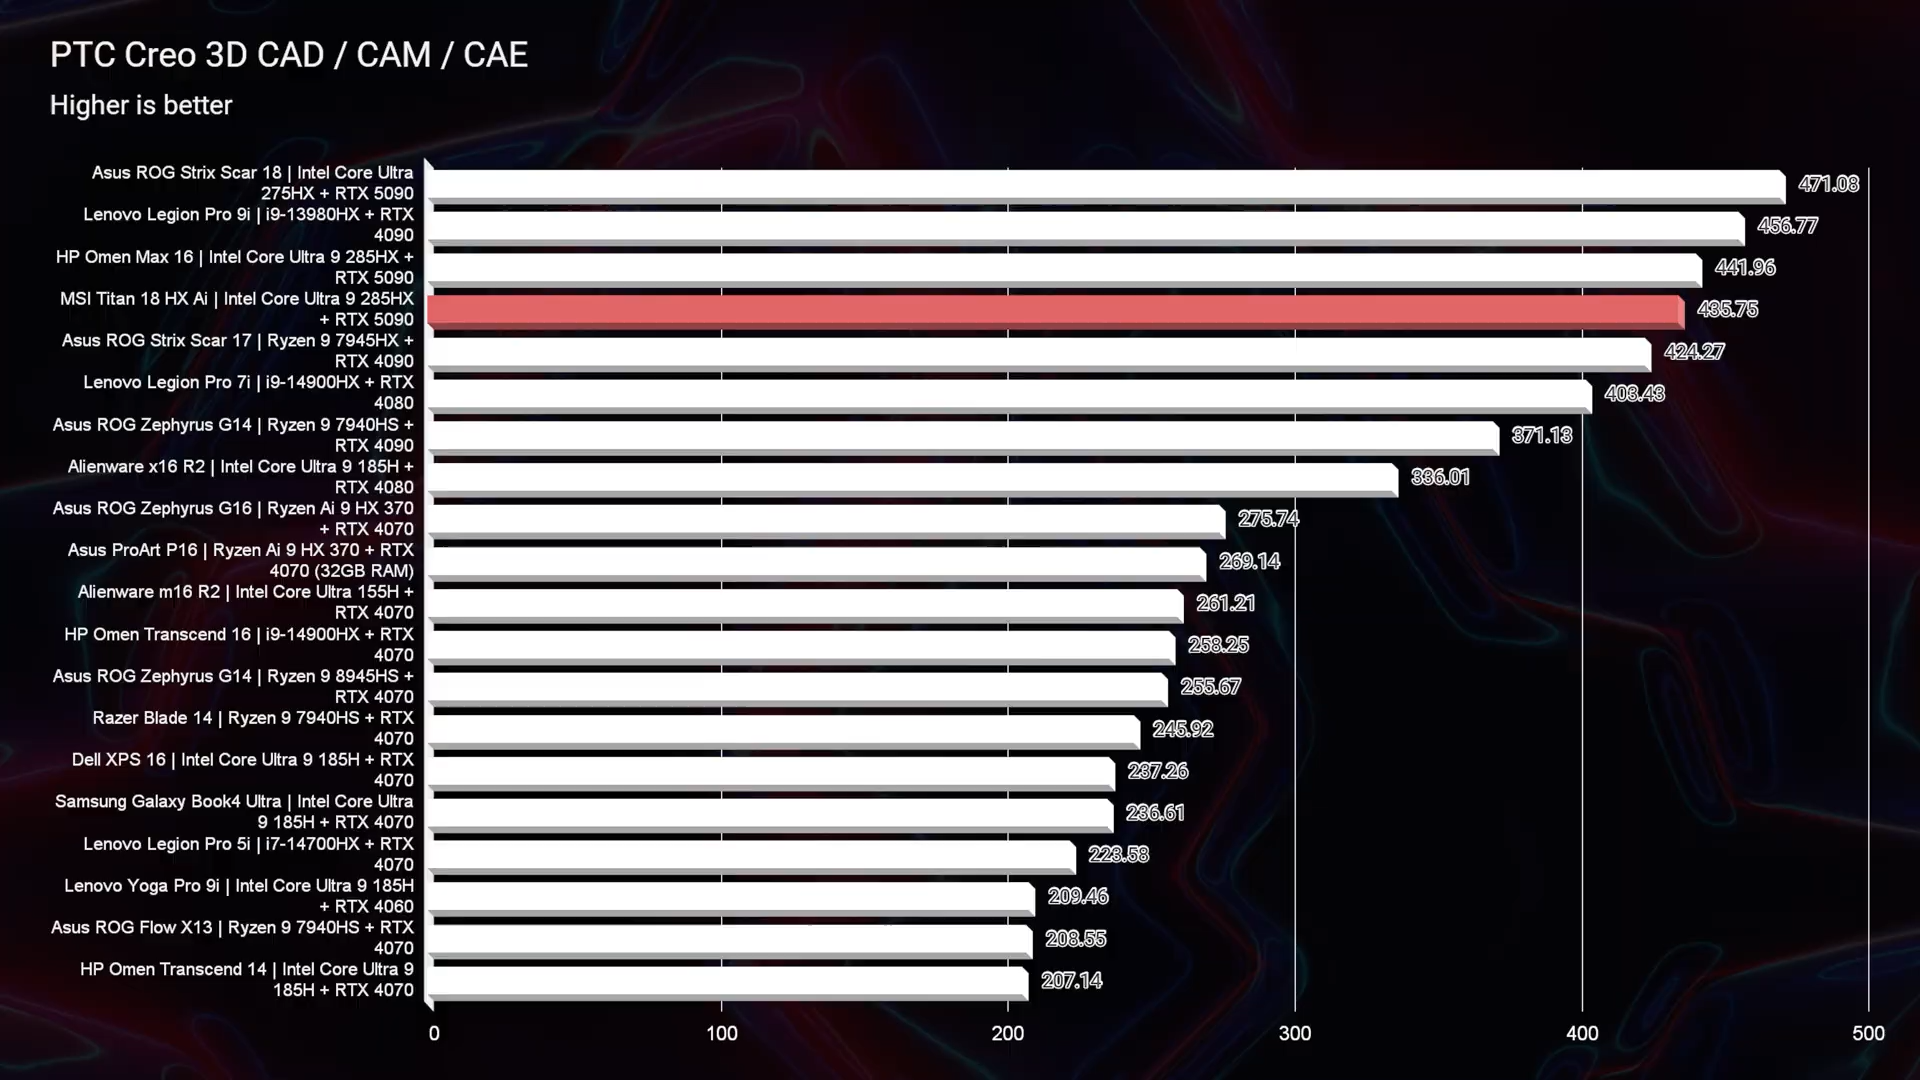 PTC Creo 3D CAD / CAM / CAE
Higher is better
Asus ROG Strix Scar 18 | Intel Core Ultra
275HX + RTX 5090
471.08
Lenovo Legion Pro 9i | i9-13980HX + RTX
4090
456.77
HP Omen Max 16 | Intel Core Ultra 9 285HX +
RTX 5090
441.96
MSI Titan 18 HX Ai | Intel Core Ultra 9 285HX
+ RTX 5090
435.75
Asus ROG Strix Scar 17 | Ryzen 9 7945HX +
RTX 4090
424.27
Lenovo Legion Pro 7i | i9-14900HX + RTX
4080
403.43
Asus ROG Zephyrus G14 | Ryzen 9 7940HS +
RTX 4090
371.13
Alienware x16 R2 | Intel Core Ultra 9 185H +
RTX 4080
336.01
Asus ROG Zephyrus G16 | Ryzen Ai 9 HX 370
+ RTX 4070
275.74
Asus ProArt P16 | Ryzen Ai 9 HX 370 + RTX
4070 (32GB RAM)
269.14
Alienware m16 R2 | Intel Core Ultra 155H +
RTX 4070
261.21
HP Omen Transcend 16 | i9-14900HX + RTX
4070
258.25
Asus ROG Zephyrus G14 | Ryzen 9 8945HS +
RTX 4070
255.67
Razer Blade 14 | Ryzen 9 7940HS + RTX
4070
245.92
Dell XPS 16 | Intel Core Ultra 9 185H + RTX
4070
237.26
Samsung Galaxy Book4 Ultra | Intel Core Ultra
9 185H + RTX 4070
236.61
Lenovo Legion Pro 5i | i7-14700HX + RTX
4070
223.58
Lenovo Yoga Pro 9i | Intel Core Ultra 9 185H
+ RTX 4060
209.46
Asus ROG Flow X13 | Ryzen 9 7940HS + RTX
4070
208.55
HP Omen Transcend 14 | Intel Core Ultra 9
185H + RTX 4070
207.14
0 100 200 300 400 500